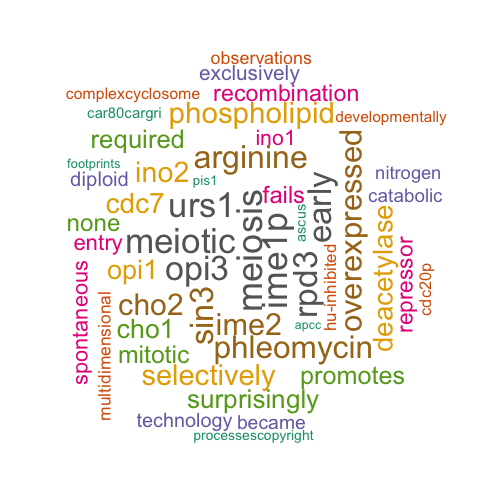 observations
exclusively
complexcyclosome
recombination
car80cargri
phospholipid
developmentally
required
ino1
arginine
overexpressed
footprints
diploid
ino2
pis1
fails
nitrogen
catabolic
cdc7
urs1
meiosis
ime1p
ascus
early
none
entry
meiotic
rpd3
hu-inhibited
deacetylase
repressor
cdc20p
spontaneous
opi1
opi3
multidimensional
cho2
sin3
ime2
apcc
cho1
mitotic
phleomycin
selectively
promotes
surprisingly
technology
became
processescopyright